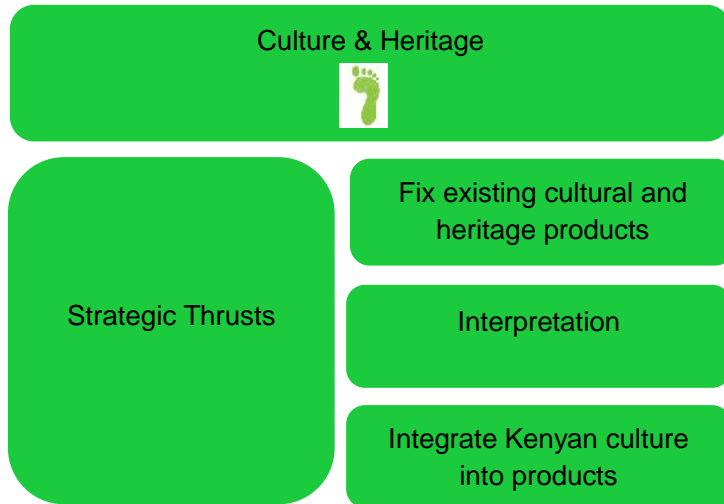 Culture & Heritage
Strategic Thrusts
Fix existing cultural and
heritage products
Interpretation
Integrate Kenyan culture
into products